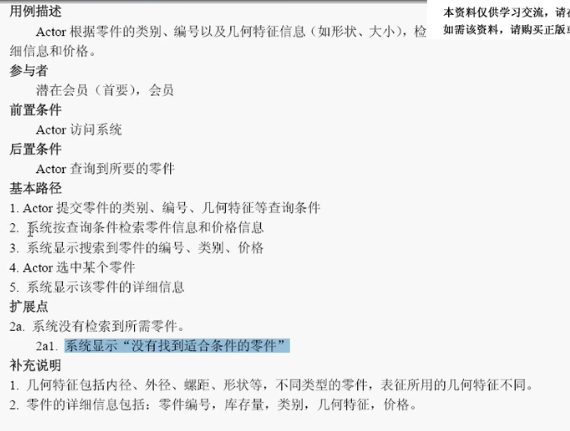 用例描述
Actor 根据零件的类别、编号以及几何特征信息（如形状、大小），检
细信息和价格。
参与者
潜在会员（首要），会员
前置条件
Actor 访问系统
后置条件
Actor 查询到所要的零件
基本路径
1. Actor 提交零件的类别、编号、几何特征等查询条件
2. 系统按查询条件检索零件信息和价格信息
3. 系统显示搜索到零件的编号、类别、价格
4. Actor 选中某个零件
5. 系统显示该零件的详细信息
扩展点
2a. 系统没有检索到所需零件。
2a1. 系统显示“没有找到适合条件的零件”
补充说明
1. 几何特征包括内径、外径、螺距、形状等，不同类型的零件，表征所用的几何特征不同。
2. 零件的详细信息包括：零件编号，库存量，类别，几何特征，价格。
本资料仅供学习交流，请
如需该资料，请购买正版